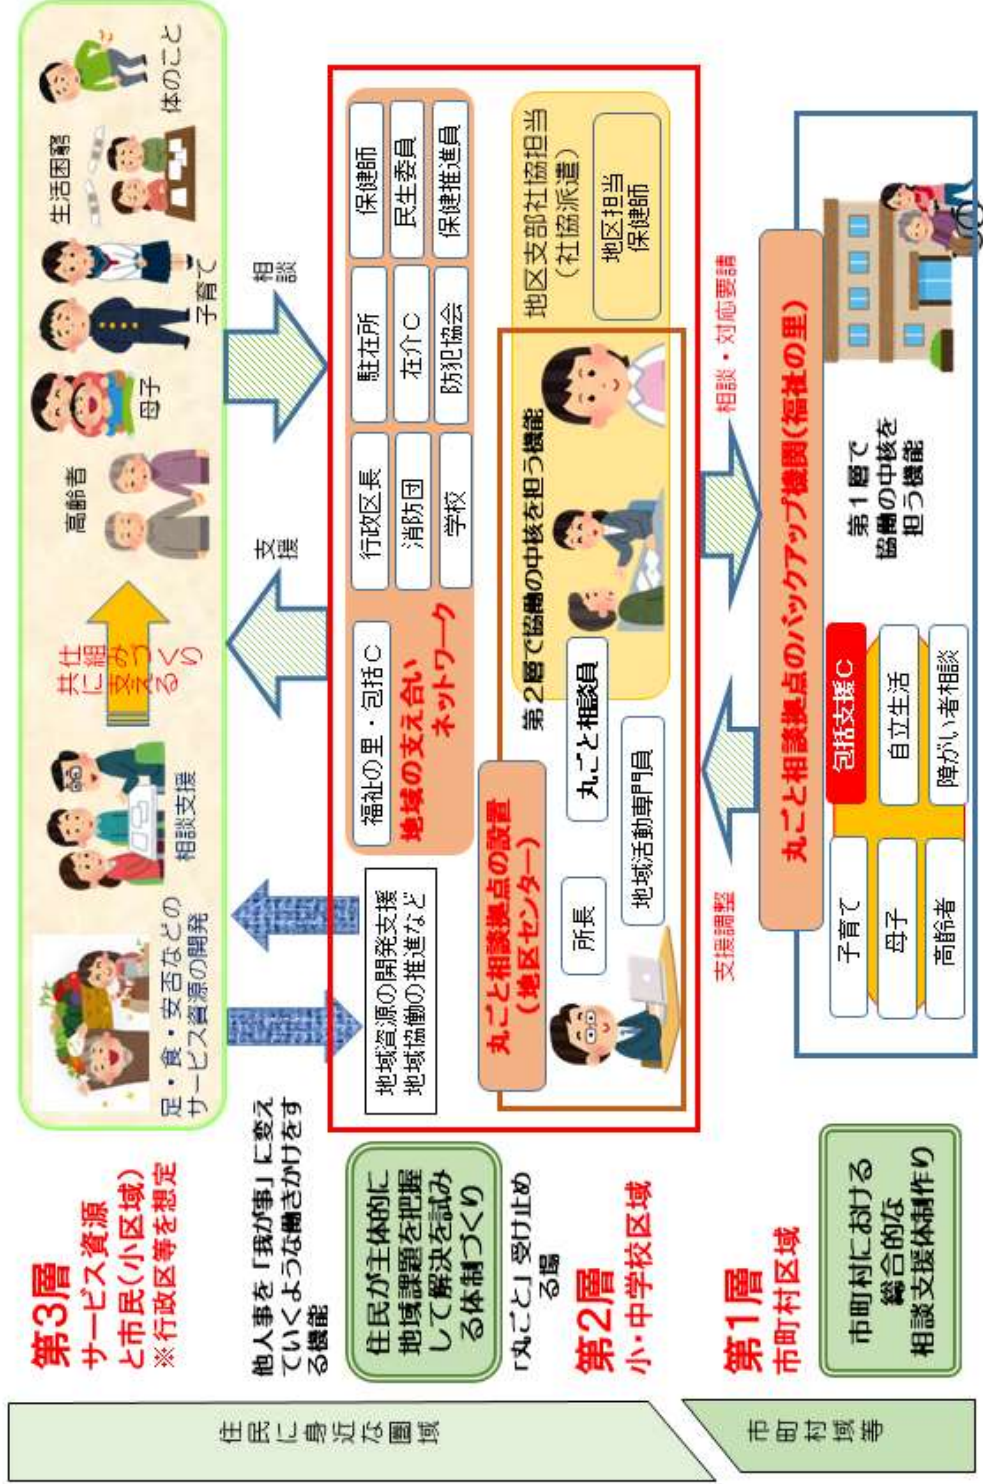 第3層
サービス資源
と市民(小区域)
※行政区等を想定
足・食・安否などの
サービス資源の開発
相談支援
共に支える
仕組みづくり
高齢者
母子
子育て
生活困窮
体のこと
他人事を「我が事」に変え
ていくような働きかけをす
る機能
支援
相談
住民が主体的に
地域課題を把握
して解決を試み
る体制づくり
地域資源の開発支援
地域協働の推進など
福祉の里・包括C
地域の支え合い
ネットワーク
行政区長
消防団
学校
駐在所
在介C
防犯協会
保健師
民生委員
保健推進員
「丸ごと」受け止め
る場
第2層
小・中学校区域
丸ごと相談拠点の設置
(地区センター)
所長
丸ごと相談員
地域活動専門員
第2層で協働の中核を担う機能
地区支部社協担当
(社協派遣)
地区担当
保健師
支援調整
相談・対応要請
第1層
市町村区域
市町村における
総合的な
相談支援体制作り
丸ごと相談拠点のバックアップ機関(福祉の里)
子育て
母子
高齢者
包括支援C
自立生活
障がい者相談
第1層で
協働の中核を
担う機能
住民に身近な圏域
市町村域等